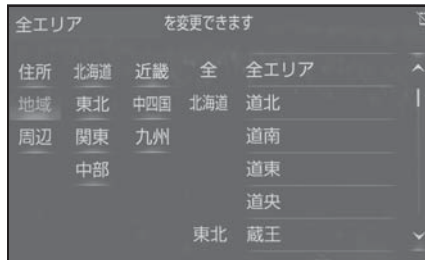 全エリア を変更できます
住所 北海道 近畿 全 全エリア
地域 東北 中四国 北海道 道北
周辺 関東 九州 道南
中部 道東
道央
東北 蔵王